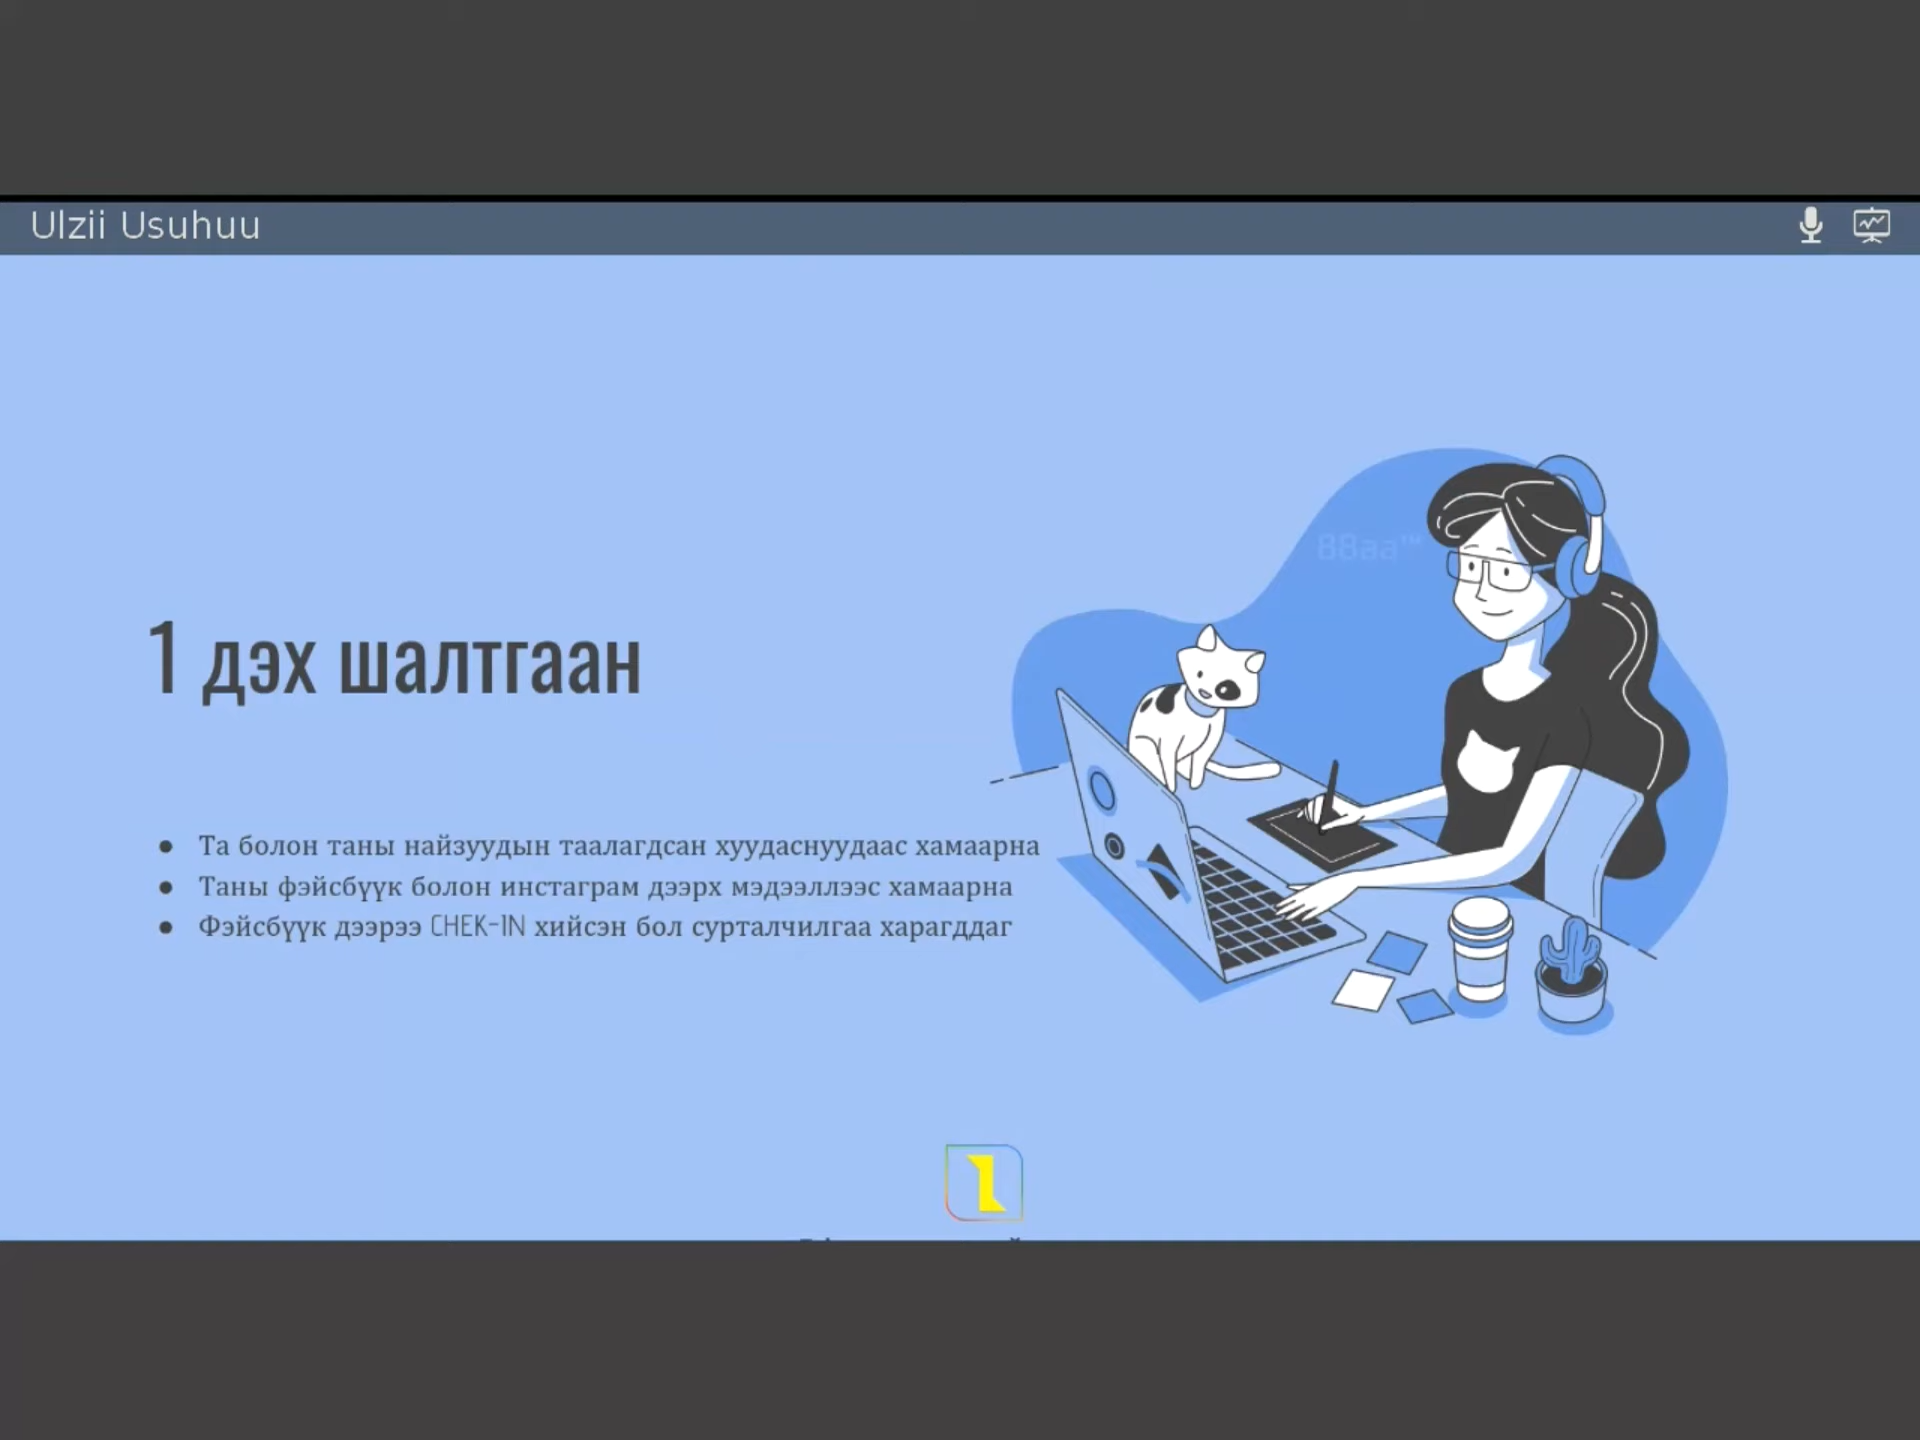 Ulzii Usuhuu
88aa™
1 дэх шалтгаан
● Та болон таны найзуудын таалагдсан хуудаснуудаас хамаарна
● Таны фэйсбүүк болон инстаграм дээрх мэдээллээс хамаарна
● Фэйсбүүк дээрээ CHEK-IN хийсэн бол сурталчилгаа харагддаг